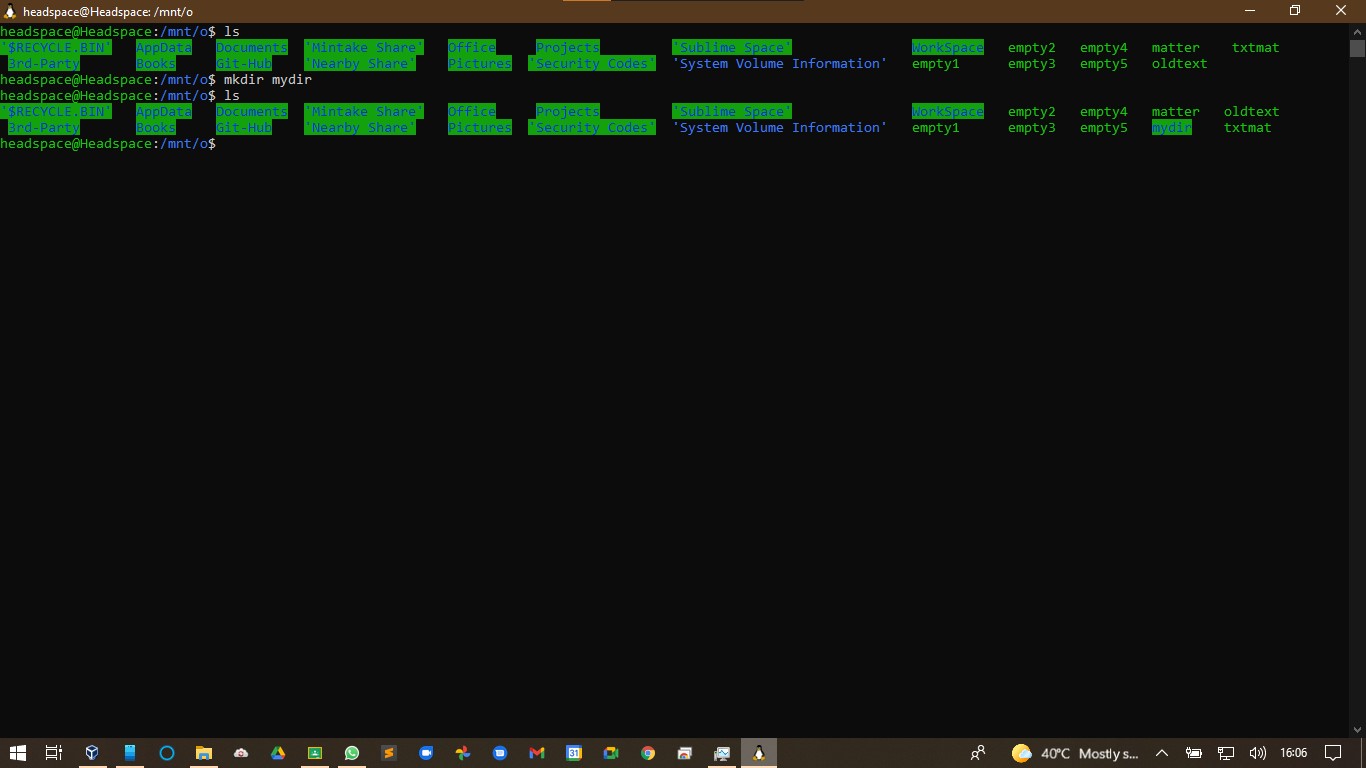 headspace@Headspace: /mnt/o
headspace@Headspace:/mnt/o$ ls
'$RECYCLE.BIN' AppData Documents 'Mintake Share' Office Projects 'Sublime Space' WorkSpace empty2 empty4 matter txtmat
3rd-Party Books Git-Hub 'Nearby Share' Pictures 'Security Codes' 'System Volume Information' empty1 empty3 empty5 oldtext
headspace@Headspace:/mnt/o$ mkdir mydir
headspace@Headspace:/mnt/o$ ls
'$RECYCLE.BIN' AppData Documents 'Mintake Share' Office Projects 'Sublime Space' WorkSpace empty2 empty4 matter oldtext
3rd-Party Books Git-Hub 'Nearby Share' Pictures 'Security Codes' 'System Volume Information' empty1 empty3 empty5 mydir txtmat
headspace@Headspace:/mnt/o$
31 40°C Mostly s... 16:06